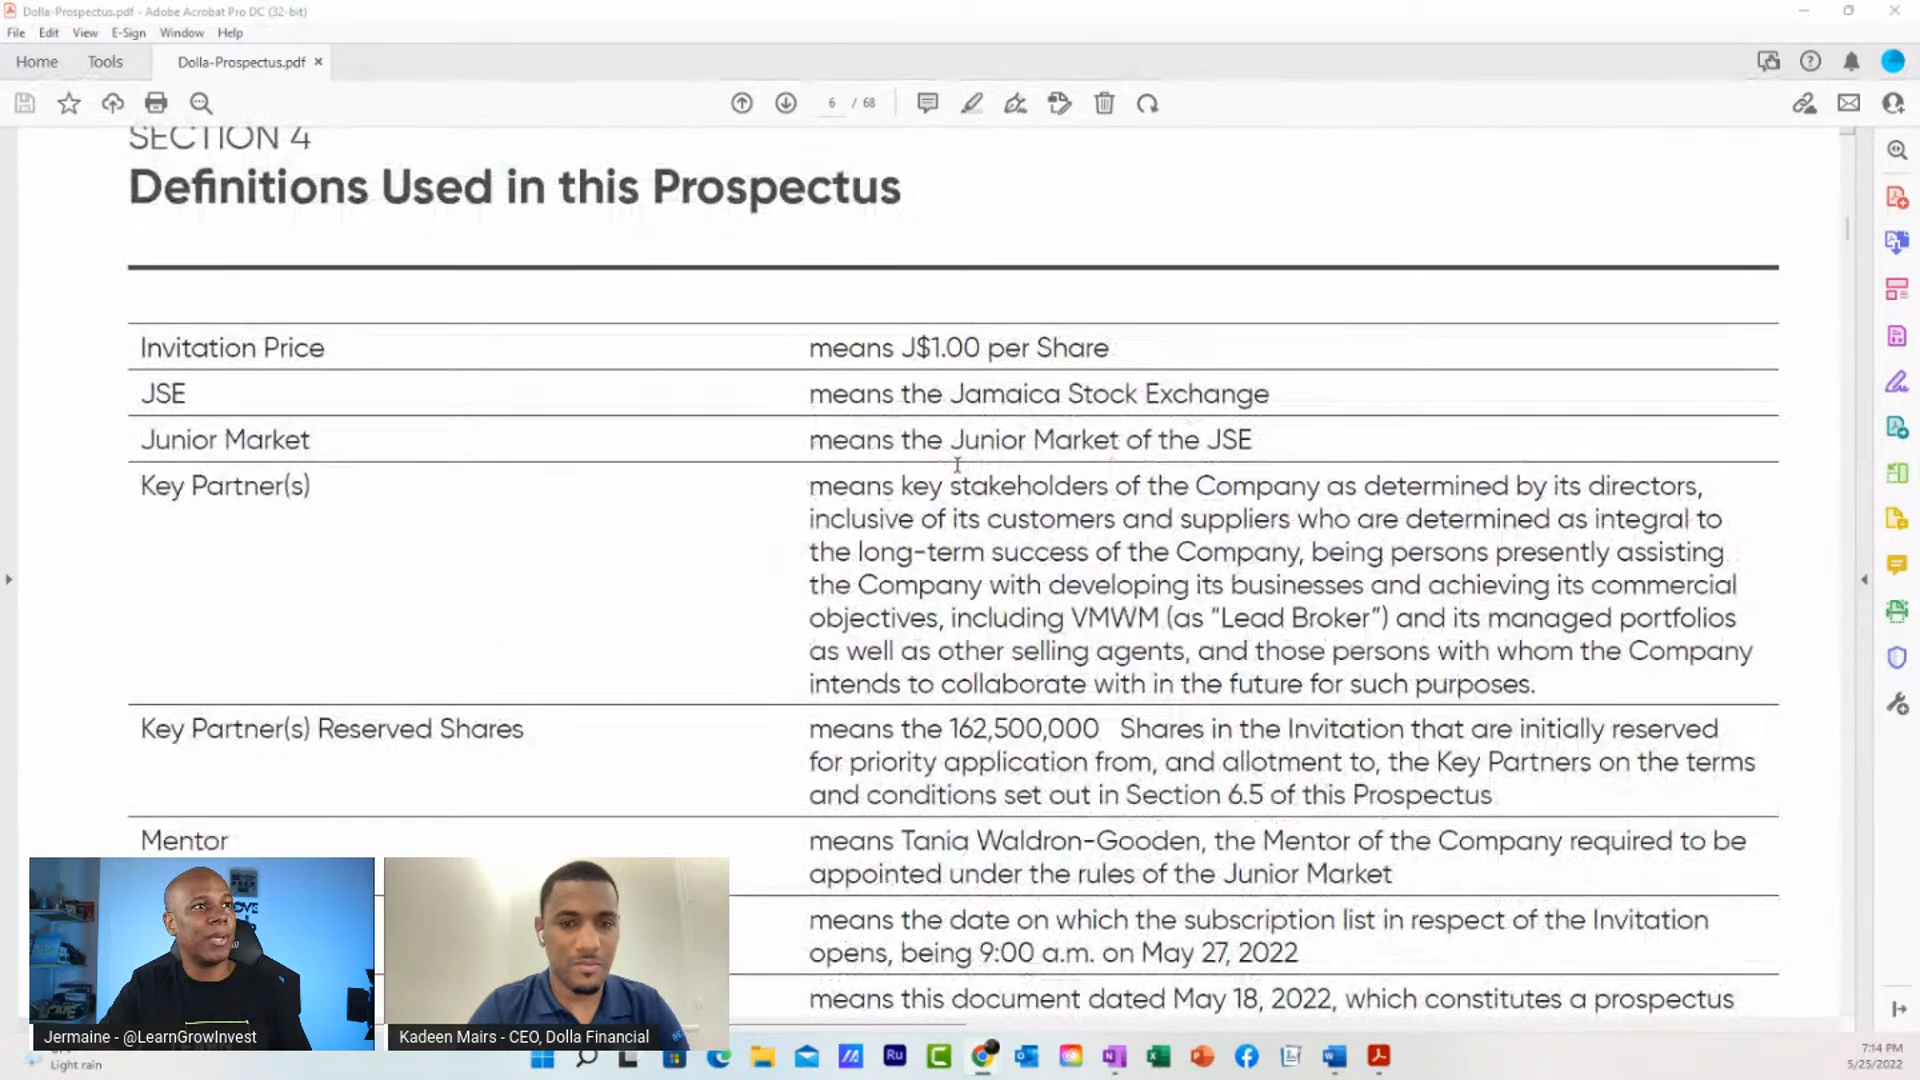 Dolla-Prospectus.pdf - Adobe Acrobat Pro DC (32-bit)
File Edit View E-Sign Window Help
Home Tools Dolla-Prospectus.pdf ×
6 / 68
SECTION 4
Definitions Used in this Prospectus
Invitation Price means J$1.00 per Share
JSE means the Jamaica Stock Exchange
Junior Market means the Junior Market of the JSE
Key Partner(s) means key stakeholders of the Company as determined by its directors,
inclusive of its customers and suppliers who are determined as integral to
the long-term success of the Company, being persons presently assisting
the Company with developing its businesses and achieving its commercial
objectives, including VMWM (as “Lead Broker”) and its managed portfolios
as well as other selling agents, and those persons with whom the Company
intends to collaborate with in the future for such purposes.
Key Partner(s) Reserved Shares means the 162,500,000 Shares in the Invitation that are initially reserved
for priority application from, and allotment to, the Key Partners on the terms
and conditions set out in Section 6.5 of this Prospectus
Mentor means Tania Waldron-Gooden, the Mentor of the Company required to be
appointed under the rules of the Junior Market
means the date on which the subscription list in respect of the Invitation
opens, being 9:00 a.m. on May 27, 2022
means this document dated May 18, 2022, which constitutes a prospectus
Jermaine - @LearnGrowInvest
Kadeen Mairs - CEO, Dolla Financial
Light rain
Ru
7:14 PM
5/25/2022